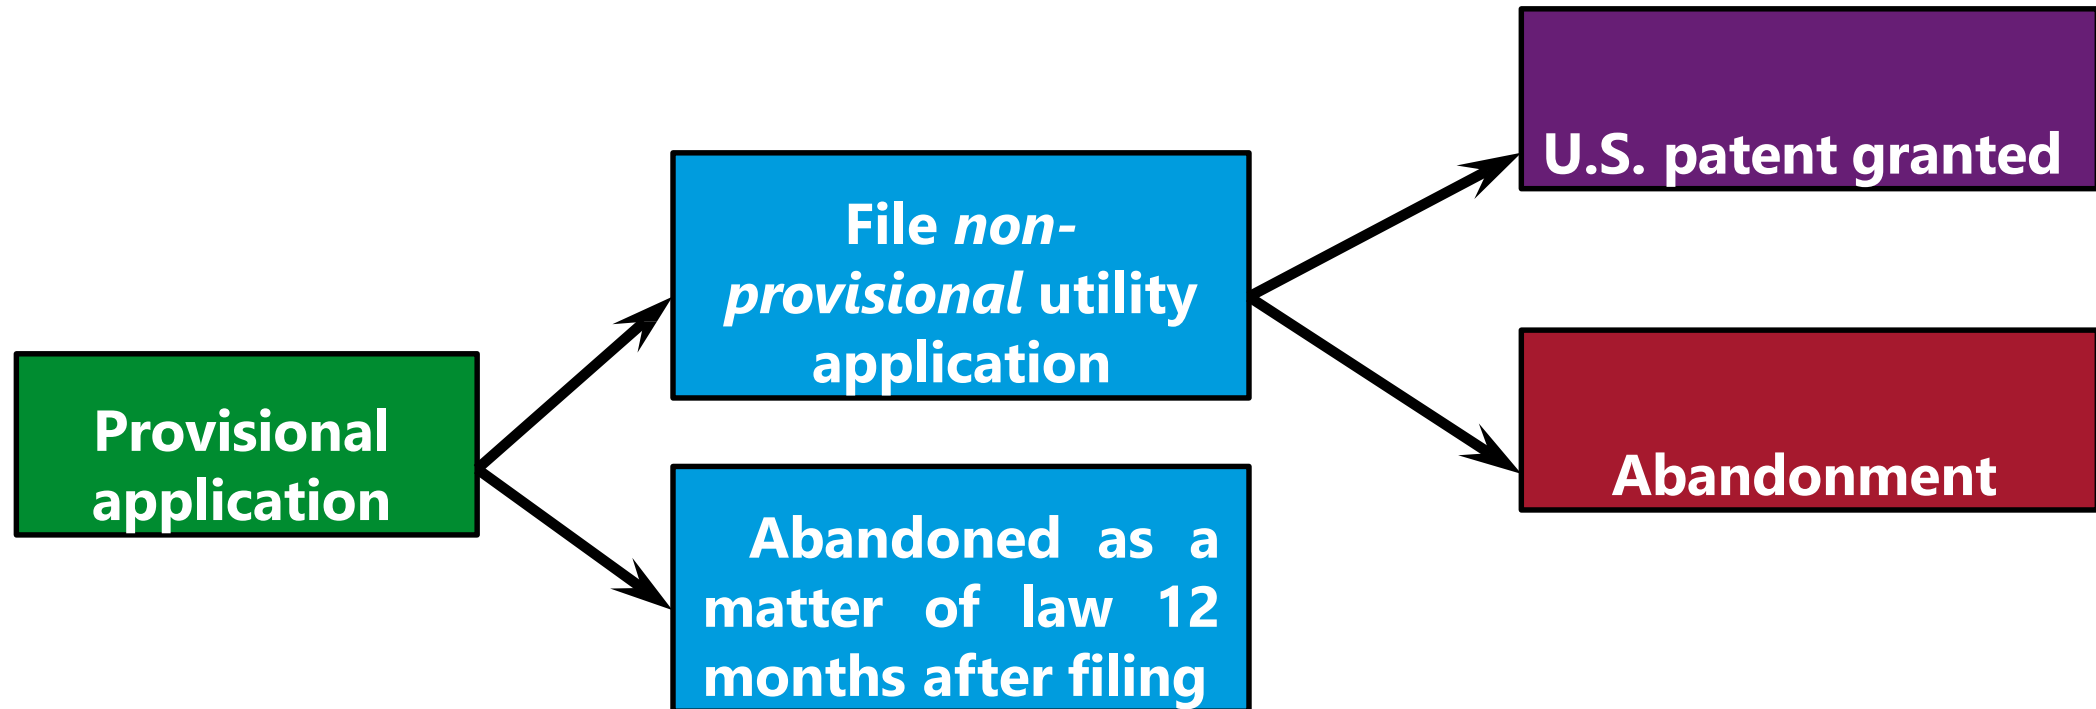 Provisional
application
File non-
provisional utility
application
Abandoned as a
matter of law 12
months after filing
U.S. patent granted
Abandonment